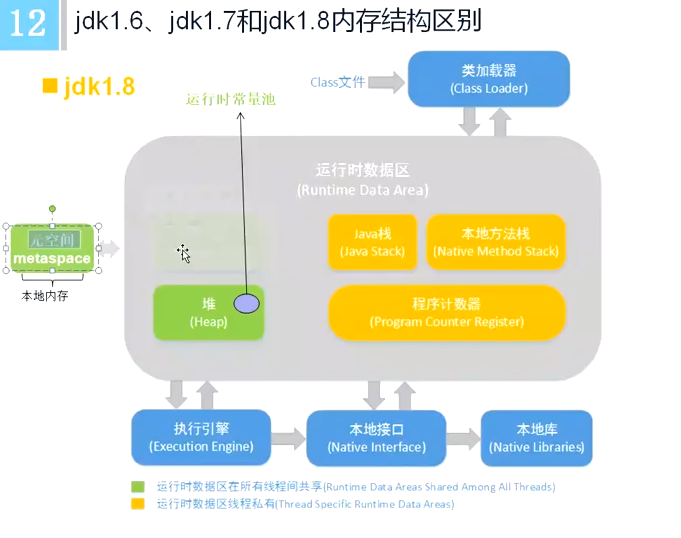 12
jdk1.6、jdk1.7和jdk1.8内存结构区别
jdk1.8
运行时常量池
Class文件
类加载器
(Class Loader)
运行时数据区
(Runtime Data Area)
Java栈
(Java Stack)
本地方法栈
(Native Method Stack)
元空间
metaspace
本地内存
堆
(Heap)
程序计数器
(Program Counter Register)
执行引擎
(Execution Engine)
本地接口
(Native Interface)
本地库
(Native Libraries)
运行时数据区在所有线程间共享(Runtime Data Areas Shared Among All Threads)
运行时数据区线程私有(Thread Specific Runtime Data Areas)